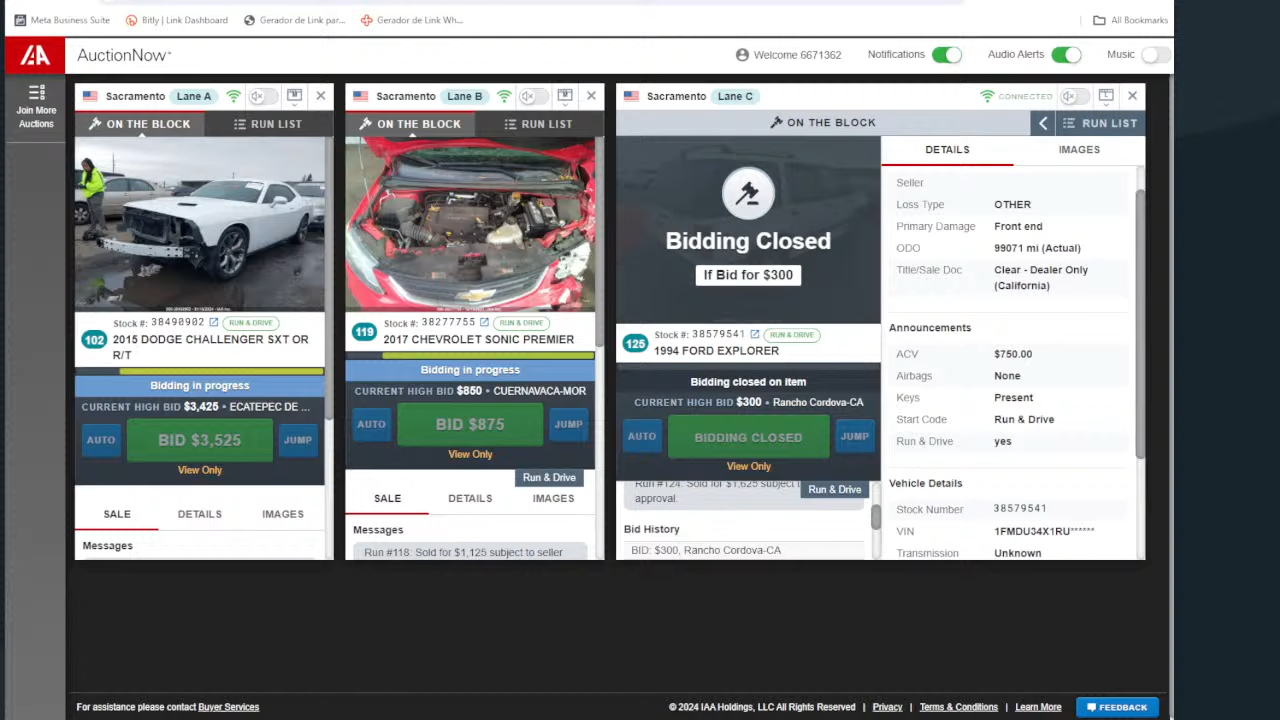 Meta Business Suite
Bitly | Link Dashboard
Gerador de Link par...
Gerador de Link Wh...
All Bookmarks
IAA
AuctionNow™
Welcome 6671362
Notifications
Audio Alerts
Music
Join More
Auctions
Sacramento Lane A
ON THE BLOCK
RUN LIST
Stock #: 38490902 RUN & DRIVE
102
2015 DODGE CHALLENGER SXT OR
R/T
Bidding in progress
CURRENT HIGH BID $3,425 • ECATEPEC DE ...
AUTO
BID $3,525
JUMP
View Only
SALE
DETAILS
IMAGES
Messages
Sacramento Lane B
ON THE BLOCK
RUN LIST
Stock #: 38277755 RUN & DRIVE
119
2017 CHEVROLET SONIC PREMIER
Bidding in progress
CURRENT HIGH BID $850 • CUERNAVACA-MOR
AUTO
BID $875
JUMP
View Only
Run & Drive
SALE
DETAILS
IMAGES
Messages
Run #118: Sold for $1,125 subject to seller
Sacramento Lane C
CONNECTED
ON THE BLOCK
RUN LIST
Bidding Closed
If Bid for $300
Stock #: 38579541 RUN & DRIVE
125
1994 FORD EXPLORER
Bidding closed on item
CURRENT HIGH BID $300 • Rancho Cordova-CA
AUTO
BIDDING CLOSED
JUMP
View Only
Run #124: Sold for $1,625 subject
approval.
Run & Drive
Bid History
BID: $300, Rancho Cordova-CA
DETAILS
IMAGES
Seller
Loss Type OTHER
Primary Damage Front end
ODO 99071 mi (Actual)
Title/Sale Doc Clear - Dealer Only
(California)
Announcements
ACV $750.00
Airbags None
Keys Present
Start Code Run & Drive
Run & Drive yes
Vehicle Details
Stock Number 38579541
VIN 1FMDU34X1RU******
Transmission Unknown
For assistance please contact Buyer Services
© 2024 IAA Holdings, LLC All Rights Reserved | Privacy | Terms & Conditions | Learn More
FEEDBACK